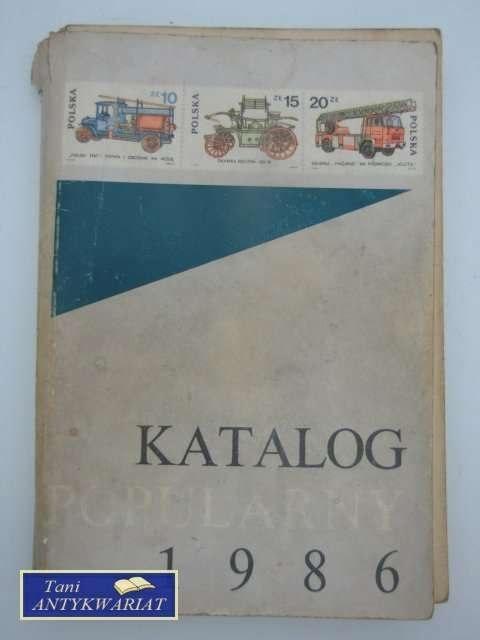 POLSKA
ZŁ 10
POLSKA
ZŁ 15
20 ZŁ
POLSKA
KATALOG
POPULARNY
1986
Tani
ANTYKWARIAT